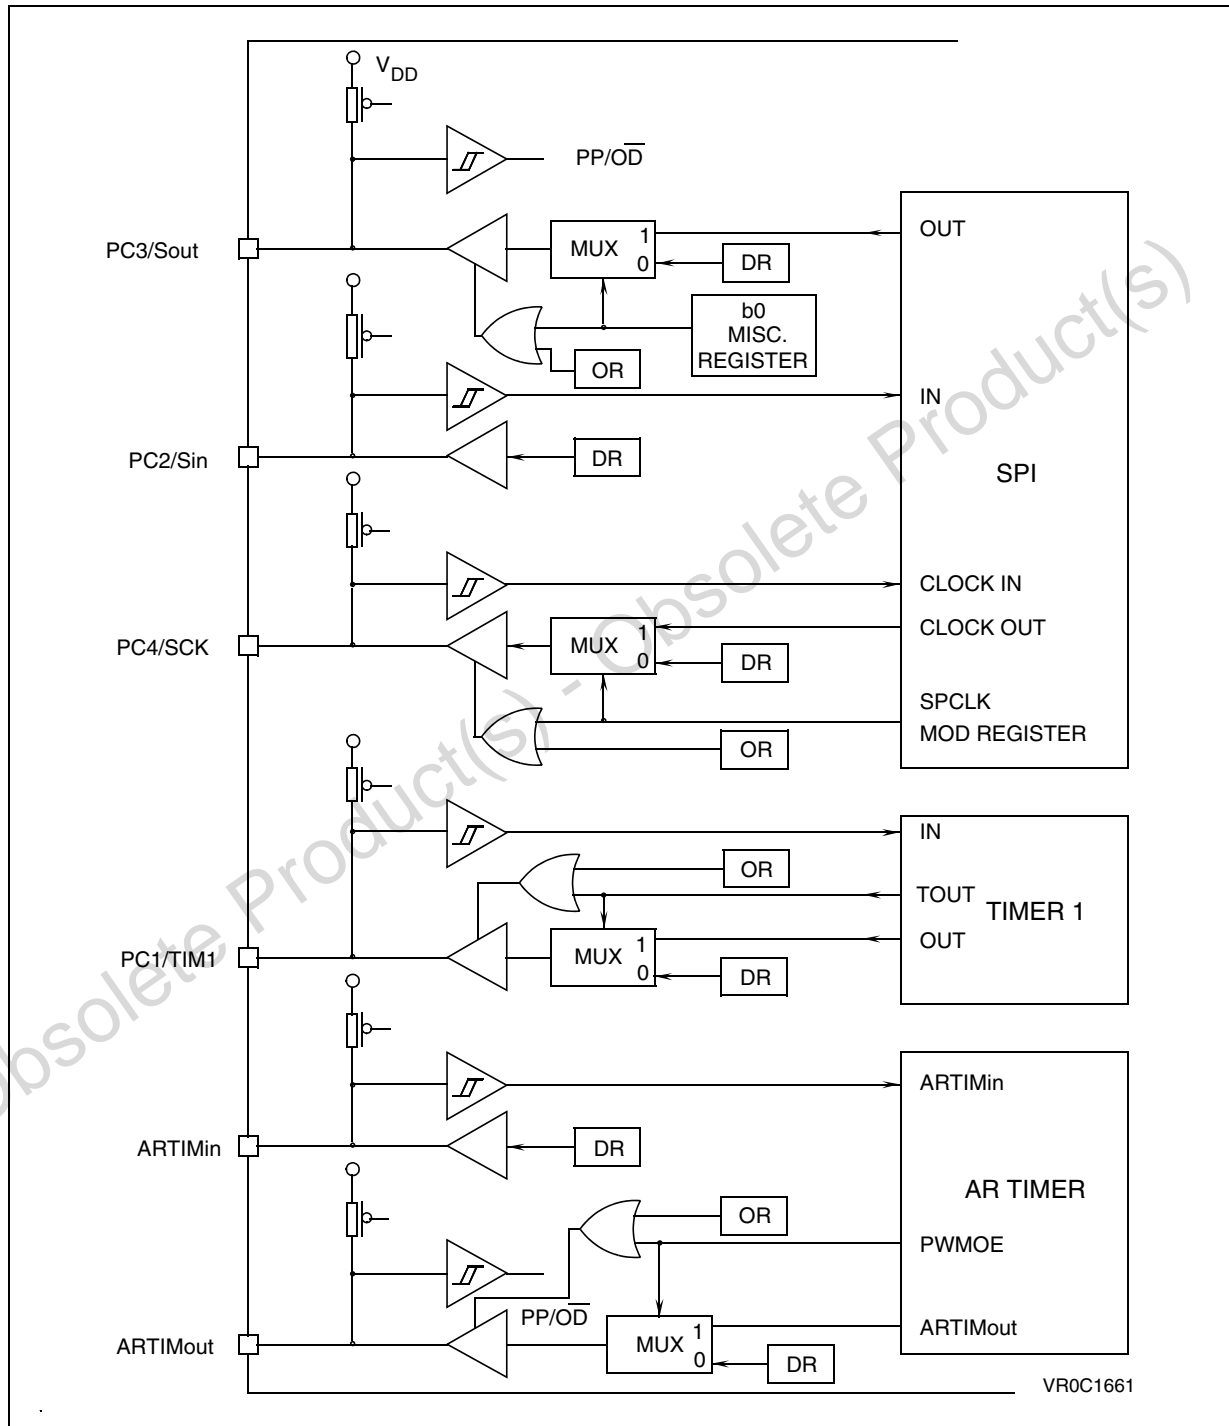 VDD
PP/OD
PC3/Sout
MUX
1
0
DR
OUT
b0
MISC.
REGISTER
OR
IN
PC2/Sin
DR
SPI
CLOCK IN
CLOCK OUT
PC4/SCK
MUX
1
0
DR
SPCLK
MOD REGISTER
OR
IN
OR
TOUT
TIMER 1
OUT
PC1/TIM1
MUX
1
0
DR
ARTIMin
ARTIMin
DR
AR TIMER
OR
PWMOE
PP/OD
ARTIMout
MUX
1
0
DR
ARTIMout
VR0C1661
Obsolete Product(s) - Obsolete Product(s)